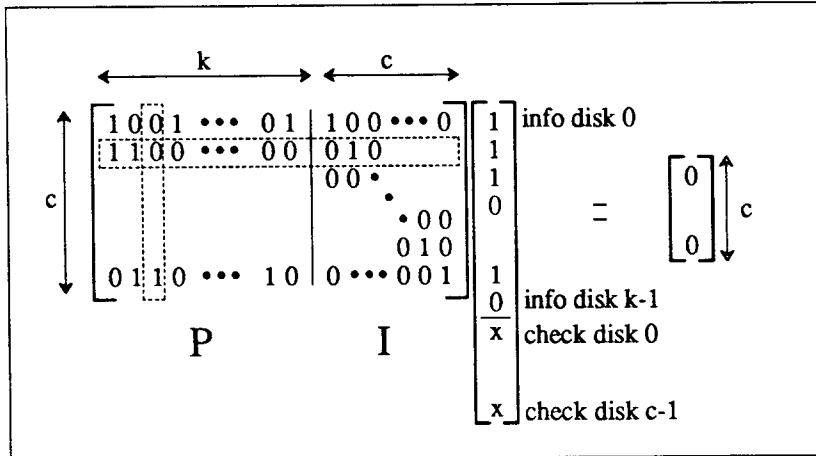 k c
1 0 0 1 ••• 0 1 1 0 0 ••• 0 1 info disk 0
1 1 0 0 ••• 0 0 0 1 0 1
c 0 0 • 1 0 c
• 0 =
• 0 0
0 1 0 0
0 1 1 0 ••• 1 0 0 ••• 0 0 1 1
0 info disk k-1
P I x check disk 0
x check disk c-1